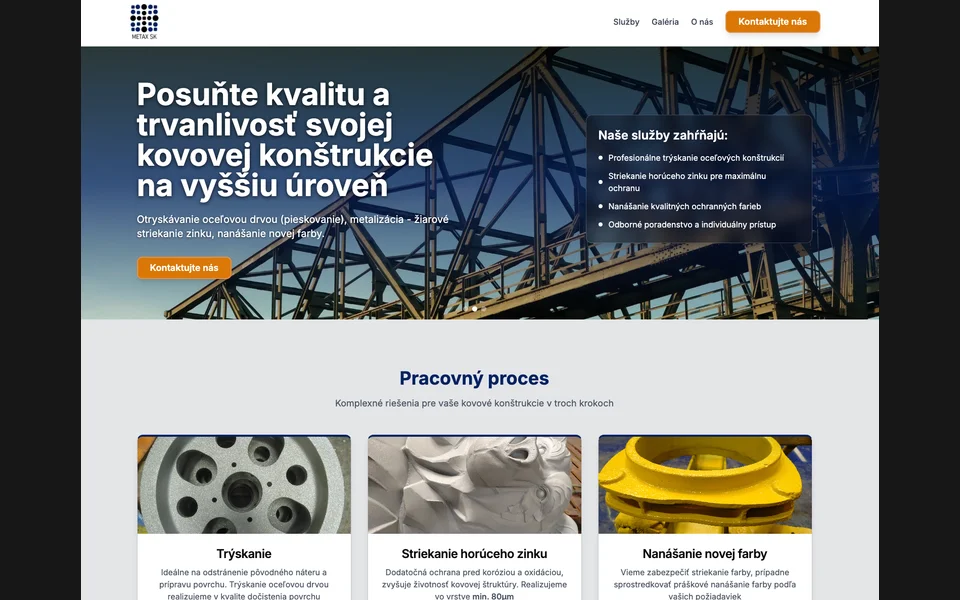 METAX SK
Služby
Galéria
O nás
Kontaktujte nás
Posuňte kvalitu a
trvanlivosť svojej
kovovej konštrukcie
na vyššiu úroveň
Otryskávanie oceľovou drvou (pieskovanie), metalizácia - žiarové
striekanie zinku, nanášanie novej farby.
Kontaktujte nás
Naše služby zahŕňajú:
Profesionálne trýskanie oceľových konštrukcií
Striekanie horúceho zinku pre maximálnu
ochranu
Nanášanie kvalitných ochranných farieb
Odborné poradenstvo a individuálny prístup
Pracovný proces
Komplexné riešenia pre vaše kovové konštrukcie v troch krokoch
Trýskanie
Ideálne na odstránenie pôvodného náteru a
prípravu povrchu. Trýskanie oceľovou drvou
realizujeme v kvalite dočistenia povrchu
Striekanie horúceho zinku
Dodatočná ochrana pred koróziou a oxidáciou,
zvyšuje životnosť kovovej štruktúry. Realizujeme
vo vrstve min. 80µm
Nanášanie novej farby
Vieme zabezpečiť striekanie farby, prípadne
sprostredkovať práškové nanášanie farby podľa
vašich požiadaviek